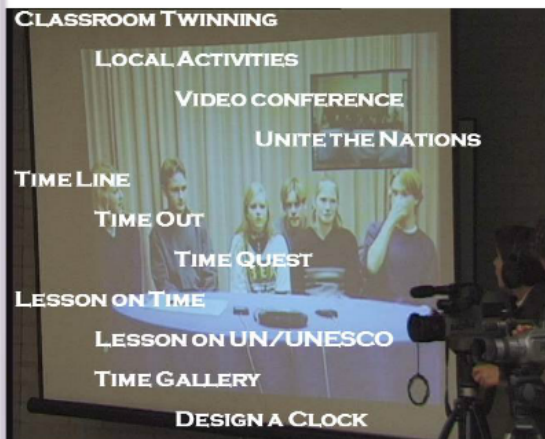 Classroom Twinning
Local Activities
Video conference
Unite the Nations
Time Line
Time Out
Time Quest
Lesson on Time
Lesson on UN/UNESCO
Time Gallery
Design a Clock